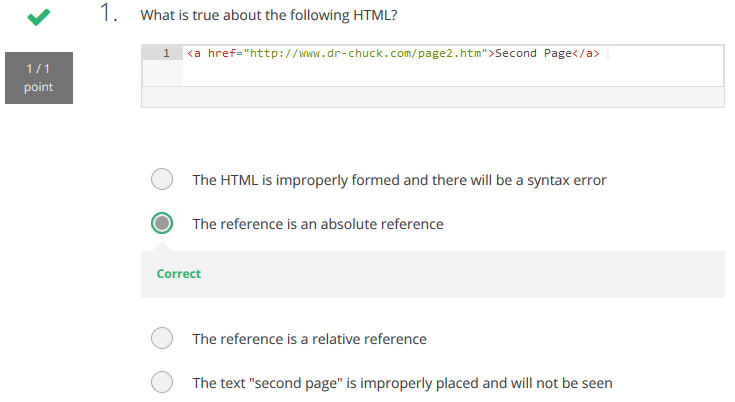 1. What is true about the following HTML?
1 / 1
point
1 <a href="http://www.dr-chuck.com/page2.htm">Second Page</a>
The HTML is improperly formed and there will be a syntax error
The reference is an absolute reference
Correct
The reference is a relative reference
The text "second page" is improperly placed and will not be seen